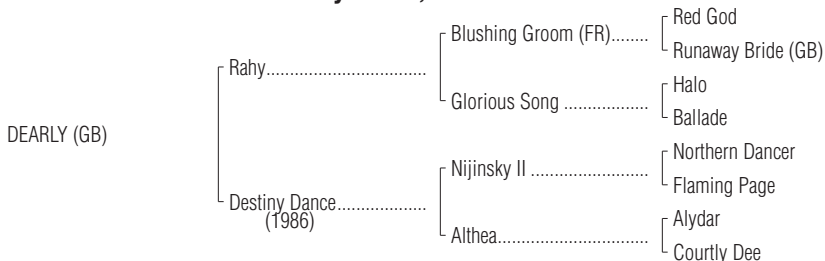 Red God
Blushing Groom (FR)........
Runaway Bride (GB)
Rahy..................................
Halo
Glorious Song ..................
Ballade
DEARLY (GB)
Northern Dancer
Nijinsky II .........................
Flaming Page
Destiny Dance...................
(1986)
Alydar
Althea................................
Courtly Dee